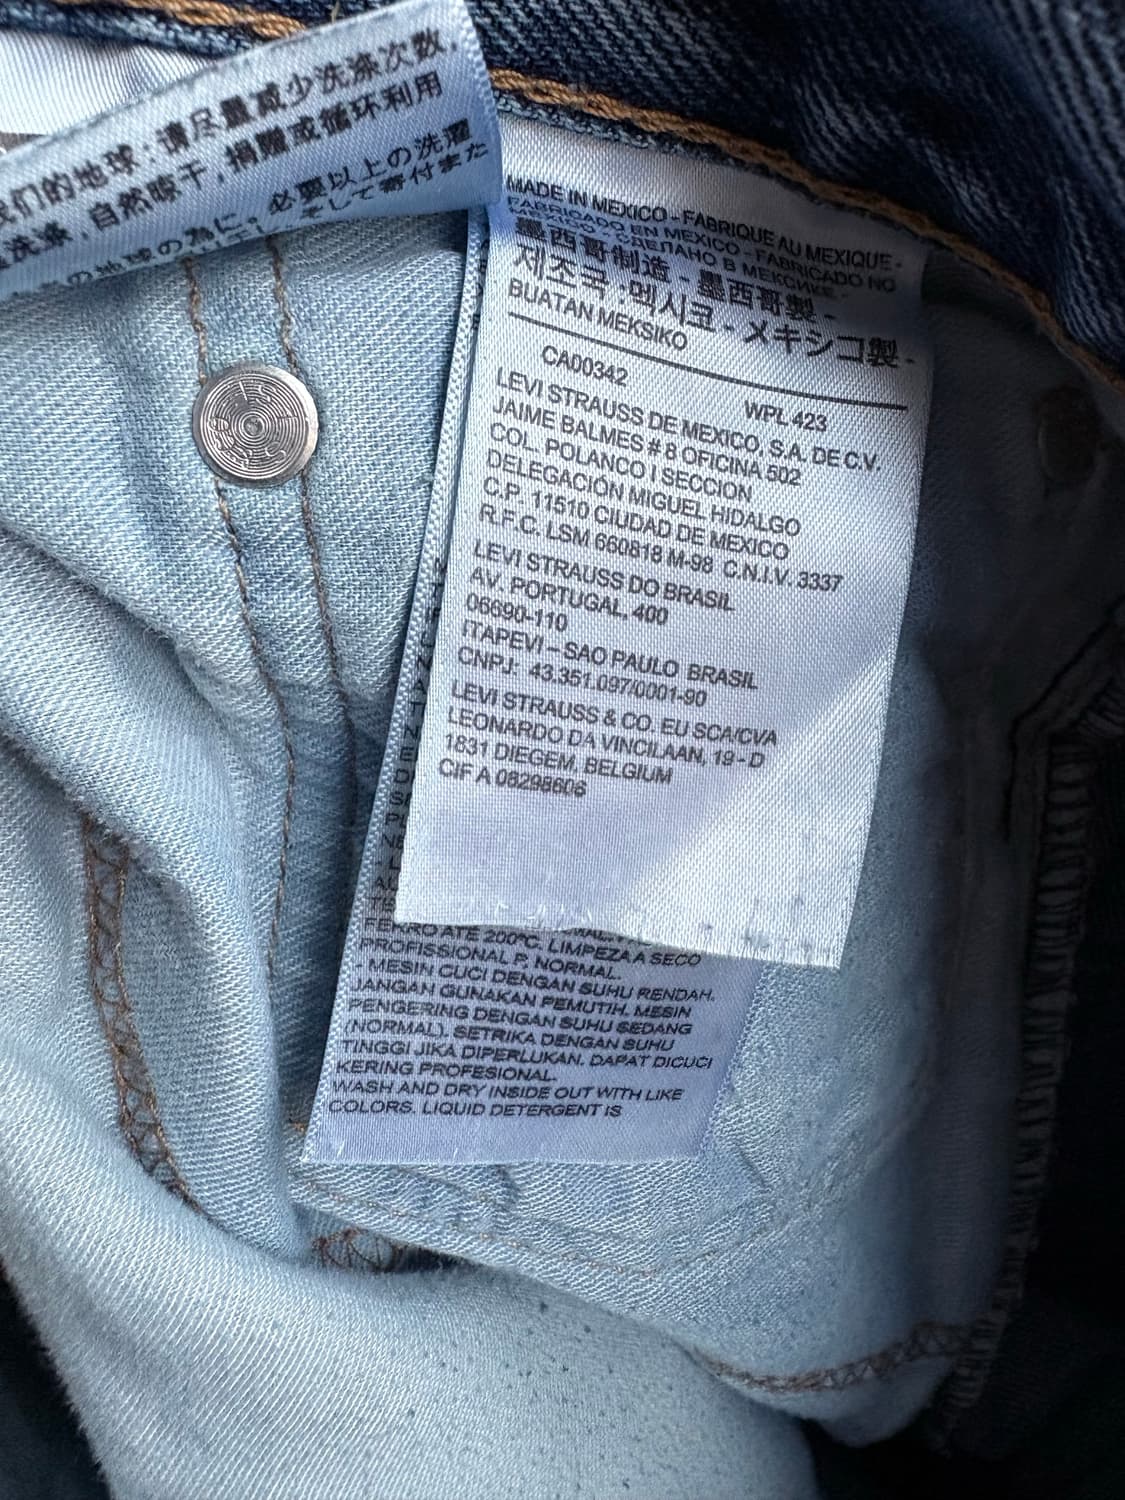 我们的地球:请尽量减少洗涤次数,
洗涤,自然晾干,捐赠或循环利用
の地球の為に。必要以上の洗濯
そして寄付また
MADE IN MEXICO - FABRIQUE AU MEXIQUE -
FABRICADO EN MEXICO - FABRICADO NO
MEXICO - СДЕЛАНО В МЕКСИКЕ -
墨西哥制造 - 墨西哥製 -
제조국 :멕시코 - メキシコ製 -
BUATAN MEKSIKO
CA00342
WPL 423
LEVI STRAUSS DE MEXICO, S.A. DE C.V.
JAIME BALMES # 8 OFICINA 502
COL. POLANCO I SECCION
DELEGACIÓN MIGUEL HIDALGO
C.P. 11510 CIUDAD DE MEXICO
R.F.C. LSM 660818 M-98 C.N.I.V. 3337
LEVI STRAUSS DO BRASIL
AV. PORTUGAL, 400
06690-110
ITAPEVI – SAO PAULO BRASIL
CNPJ: 43.351.097/0001-90
LEVI STRAUSS & CO. EU SCA/CVA
LEONARDO DA VINCILAAN, 19 - D
1831 DIEGEM, BELGIUM
CIF A 08298606
FERRO ATÉ 200ºC. LIMPEZA A SECO
PROFISSIONAL P, NORMAL.
- MESIN CUCI DENGAN SUHU RENDAH.
JANGAN GUNAKAN PEMUTIH. MESIN
PENGERING DENGAN SUHU SEDANG
(NORMAL). SETRIKA DENGAN SUHU
TINGGI JIKA DIPERLUKAN. DAPAT DICUCI
KERING PROFESIONAL.
WASH AND DRY INSIDE OUT WITH LIKE
COLORS. LIQUID DETERGENT IS